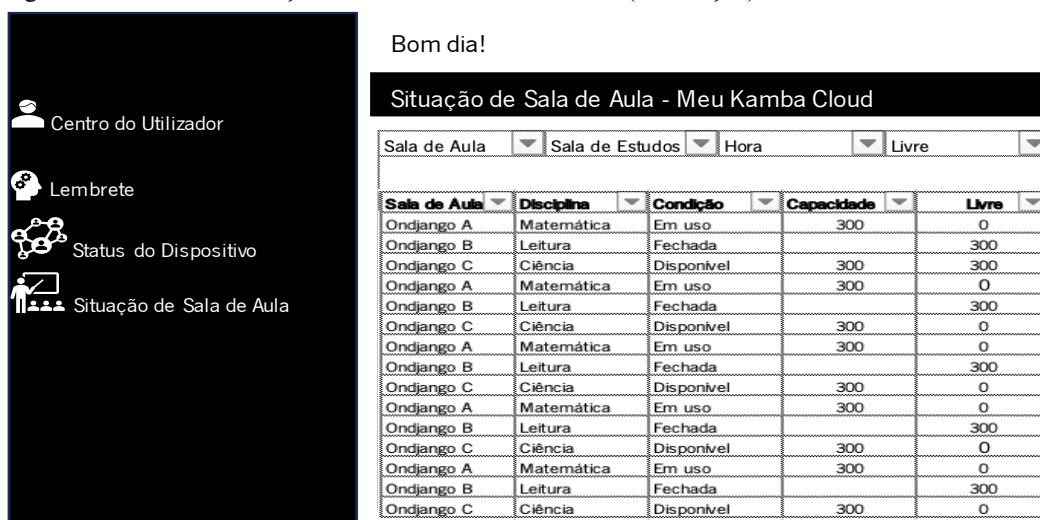 Bom dia!
Situação de Sala de Aula - Meu Kamba Cloud
Centro do Utilizador
Lembrete
Status do Dispositivo
Situação de Sala de Aula
Sala de Aula Sala de Estudos Hora Livre
Sala de Aula Disciplina Condição Capacidade Livre
Ondjango A Matemática Em uso 300 0
Ondjango B Leitura Fechada 300
Ondjango C Ciência Disponível 300 300
Ondjango A Matemática Em uso 300 0
Ondjango B Leitura Fechada 300
Ondjango C Ciência Disponível 300 0
Ondjango A Matemática Em uso 300 0
Ondjango B Leitura Fechada 300
Ondjango C Ciência Disponível 300 0
Ondjango A Matemática Em uso 300 0
Ondjango B Leitura Fechada 300
Ondjango C Ciência Disponível 300 0
Ondjango A Matemática Em uso 300 0
Ondjango B Leitura Fechada 300
Ondjango C Ciência Disponível 300 0